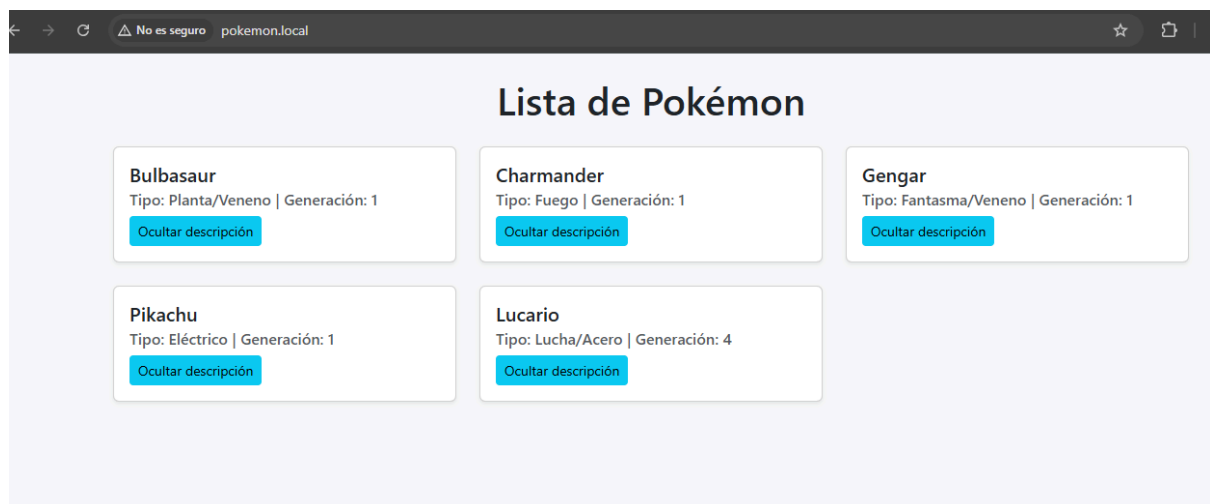 No es seguro pokemon.local
Lista de Pokémon
Bulbasaur
Tipo: Planta/Veneno | Generación: 1
Ocultar descripción
Charmander
Tipo: Fuego | Generación: 1
Ocultar descripción
Gengar
Tipo: Fantasma/Veneno | Generación: 1
Ocultar descripción
Pikachu
Tipo: Eléctrico | Generación: 1
Ocultar descripción
Lucario
Tipo: Lucha/Acero | Generación: 4
Ocultar descripción